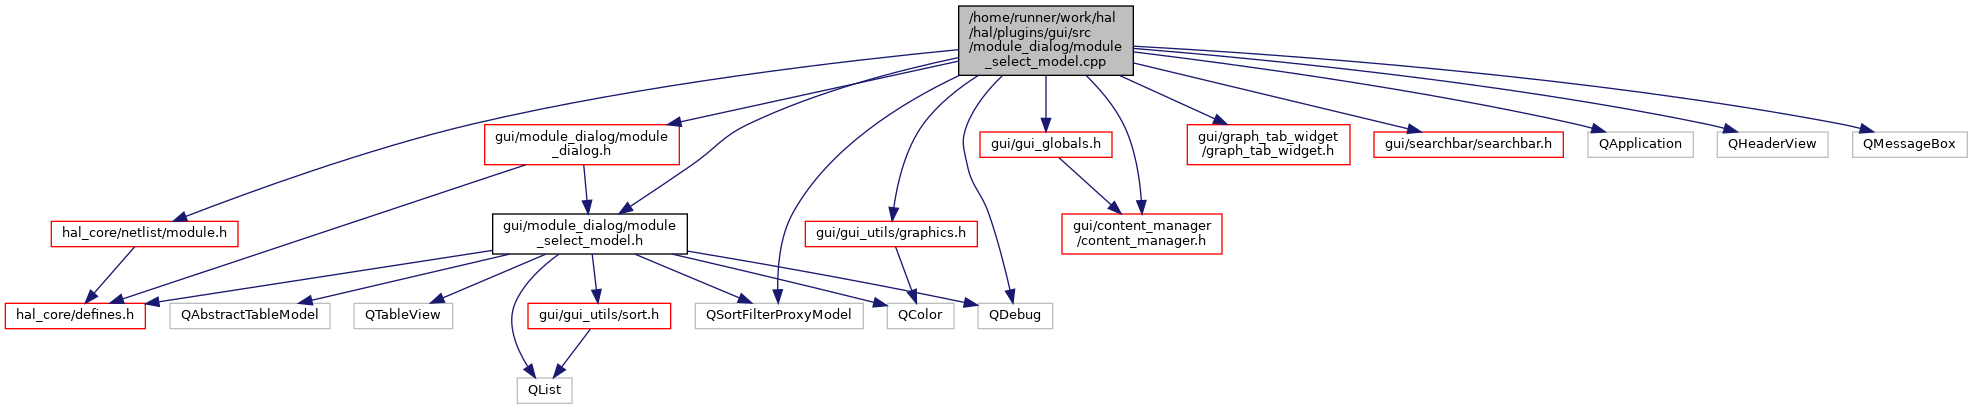 /home/runner/work/hal
/hal/plugins/gui/src
/module_dialog/module
_select_model.cpp
gui/module_dialog/module
_dialog.h
gui/gui_globals.h
gui/graph_tab_widget
/graph_tab_widget.h
gui/searchbar/searchbar.h
QApplication
QHeaderView
QMessageBox
hal_core/netlist/module.h
gui/module_dialog/module
_select_model.h
gui/gui_utils/graphics.h
gui/content_manager
/content_manager.h
hal_core/defines.h
QAbstractTableModel
QTableView
gui/gui_utils/sort.h
QSortFilterProxyModel
QColor
QDebug
QList